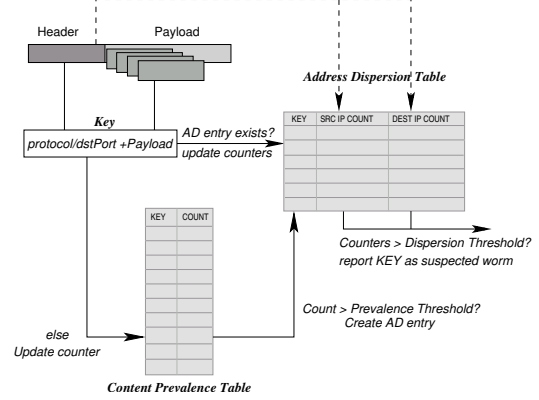 Header
Payload
Address Dispersion Table
Key
protocol/dstPort +Payload
AD entry exists?
update counters
KEY
SRC IP COUNT
DEST IP COUNT
Counters > Dispersion Threshold?
report KEY as suspected worm
KEY
COUNT
Count > Prevalence Threshold?
Create AD entry
else
Update counter
Content Prevalence Table